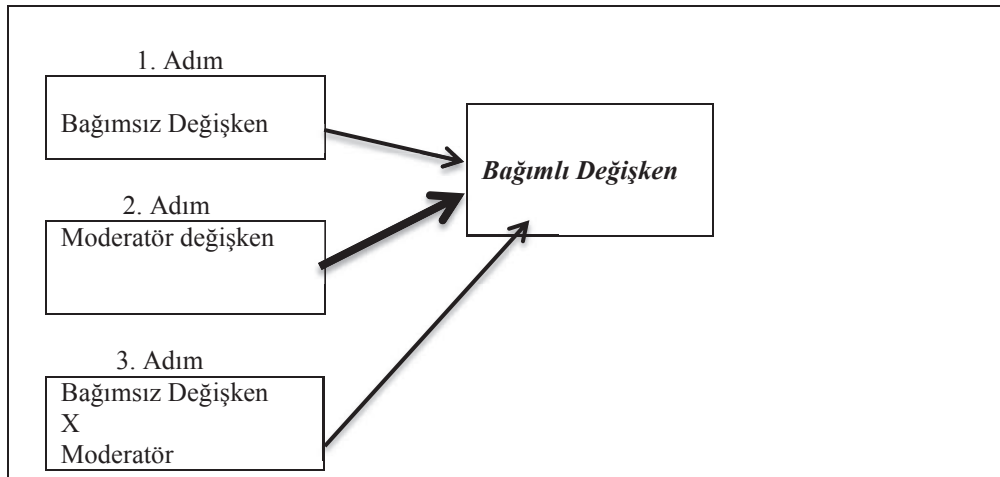 1. Adım
Bağımsız Değişken
Bağımlı Değişken
2. Adım
Moderatör değişken
3. Adım
Bağımsız Değişken
X
Moderatör